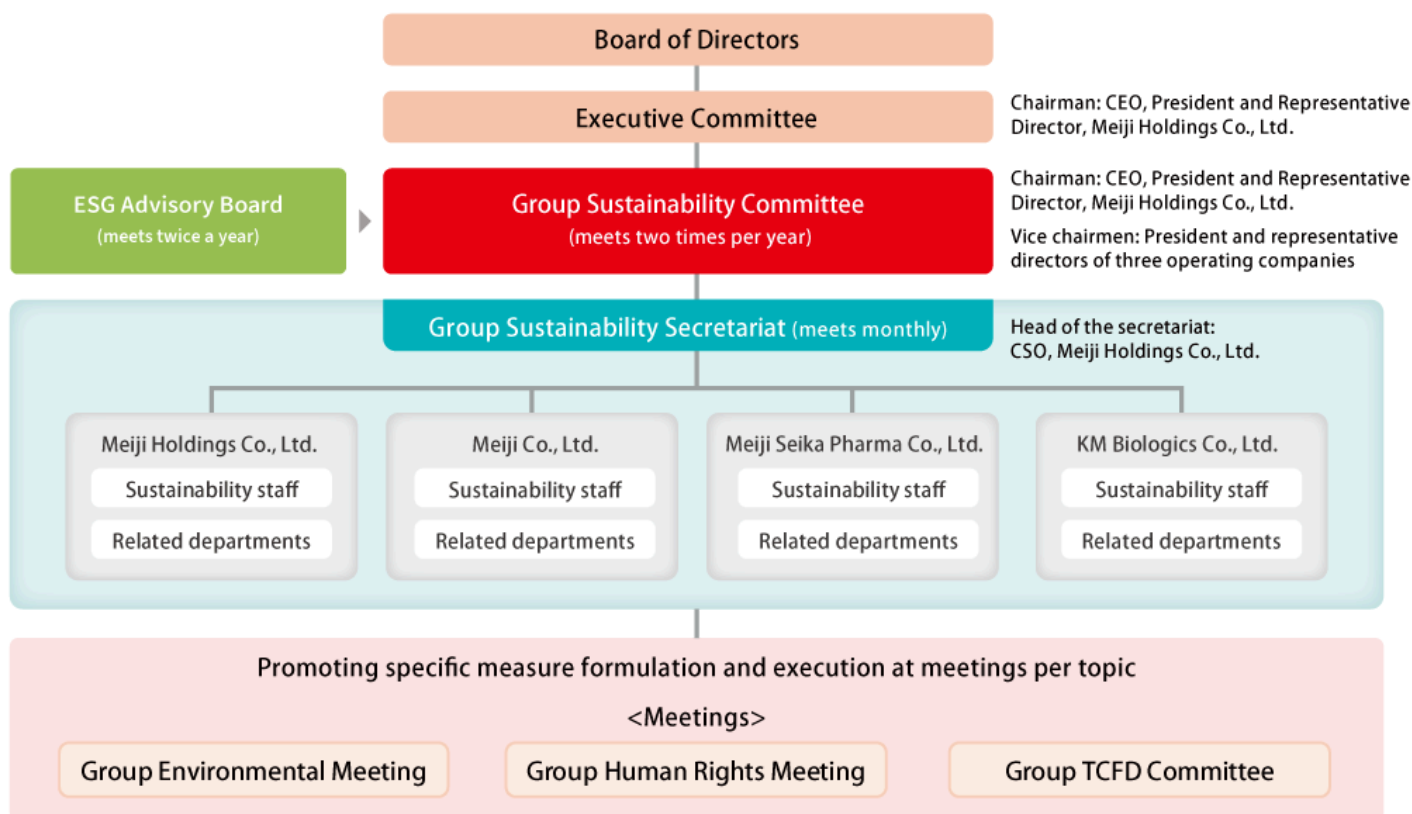 Board of Directors
Executive Committee
Chairman: CEO, President and Representative
Director, Meiji Holdings Co., Ltd.
ESG Advisory Board
(meets twice a year)
Group Sustainability Committee
(meets two times per year)
Chairman: CEO, President and Representative
Director, Meiji Holdings Co., Ltd.
Vice chairmen: President and representative
directors of three operating companies
Group Sustainability Secretariat (meets monthly)
Head of the secretariat:
CSO, Meiji Holdings Co., Ltd.
Meiji Holdings Co., Ltd.
Sustainability staff
Related departments
Meiji Co., Ltd.
Sustainability staff
Related departments
Meiji Seika Pharma Co., Ltd.
Sustainability staff
Related departments
KM Biologics Co., Ltd.
Sustainability staff
Related departments
Promoting specific measure formulation and execution at meetings per topic
<Meetings>
Group Environmental Meeting
Group Human Rights Meeting
Group TCFD Committee